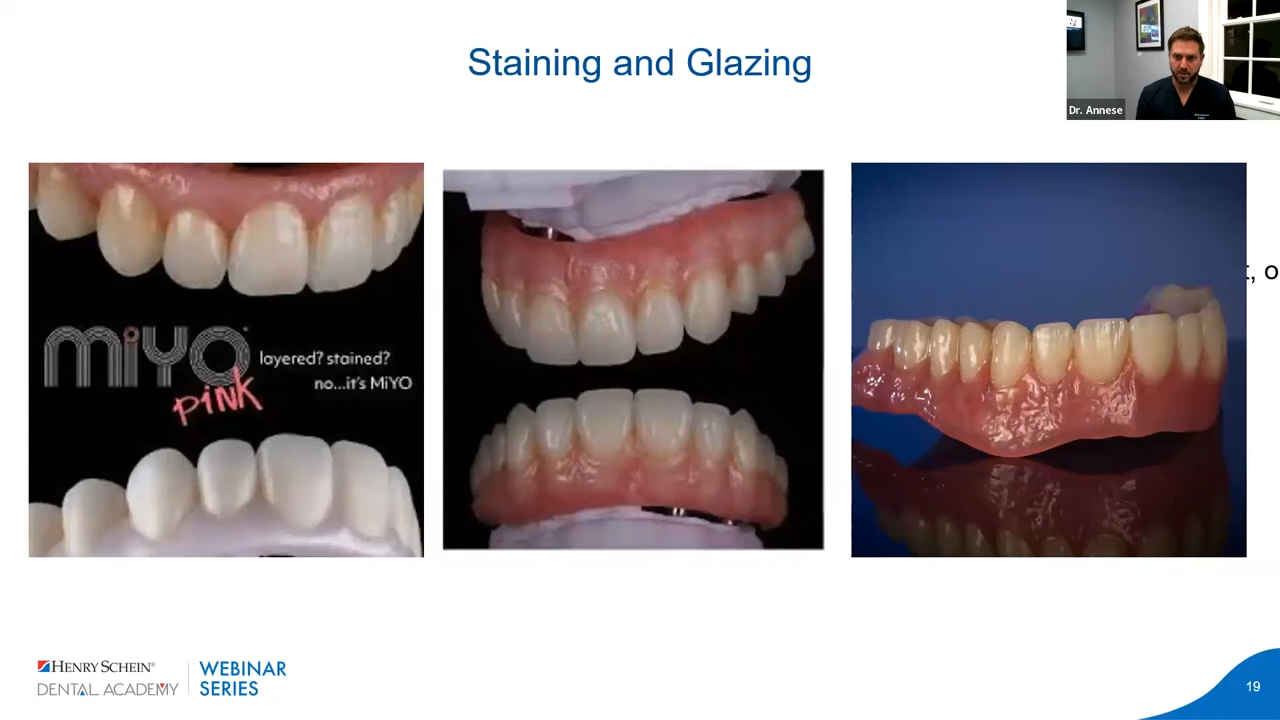 Staining and Glazing
Dr. Annese
miYO
pink
layered? stained?
no...it's MiYO
t, o
HENRY SCHEIN®
DENTAL ACADEMY
WEBINAR
SERIES
19